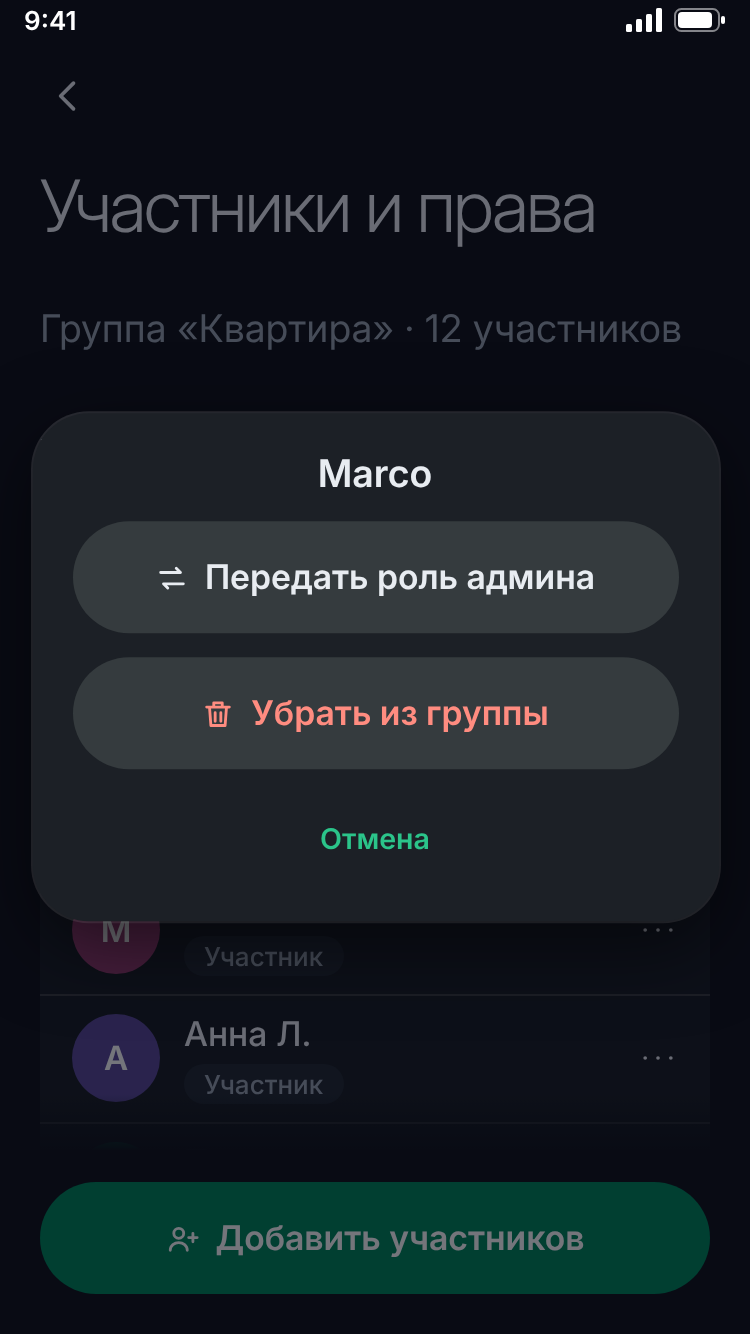 9:41
Участники и права
Группа «Квартира» · 12 участников
Marco
Передать роль админа
Убрать из группы
Отмена
M
Участник
А
Анна Л.
Участник
Добавить участников